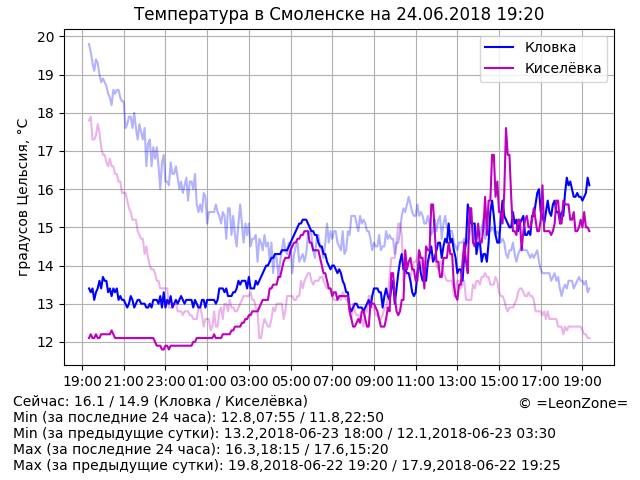 Температура в Смоленске на 24.06.2018 19:20
20
19
18
17
16
15
14
13
12
градусов Цельсия, °C
Кловка
Киселёвка
19:00 21:00 23:00 01:00 03:00 05:00 07:00 09:00 11:00 13:00 15:00 17:00 19:00
Сейчас: 16.1 / 14.9 (Кловка / Киселёвка)
© =LeonZone=
Min (за последние 24 часа): 12.8,07:55 / 11.8,22:50
Min (за предыдущие сутки): 13.2,2018-06-23 18:00 / 12.1,2018-06-23 03:30
Max (за последние 24 часа): 16.3,18:15 / 17.6,15:20
Max (за предыдущие сутки): 19.8,2018-06-22 19:20 / 17.9,2018-06-22 19:25